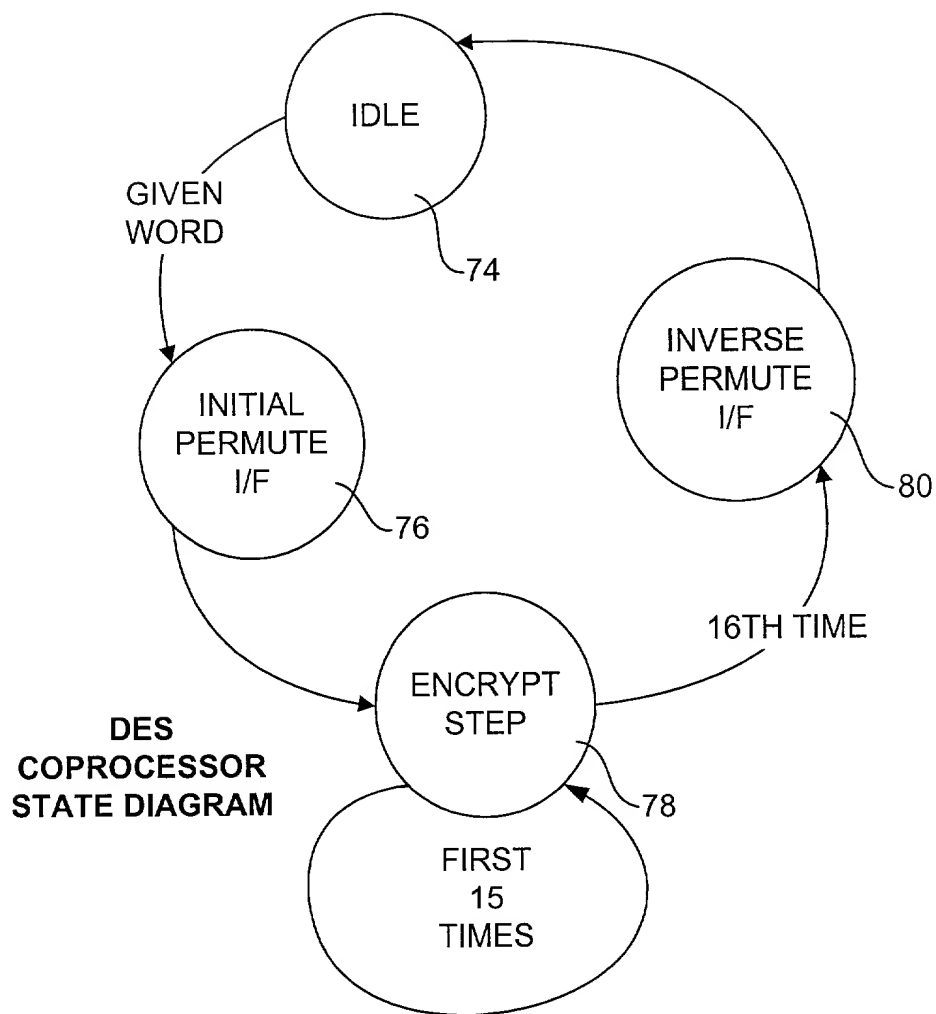 IDLE
74
GIVEN
WORD
INVERSE
PERMUTE
I/F
80
INITIAL
PERMUTE
I/F
76
16TH TIME
ENCRYPT
STEP
78
DES
COPROCESSOR
STATE DIAGRAM
FIRST
15
TIMES